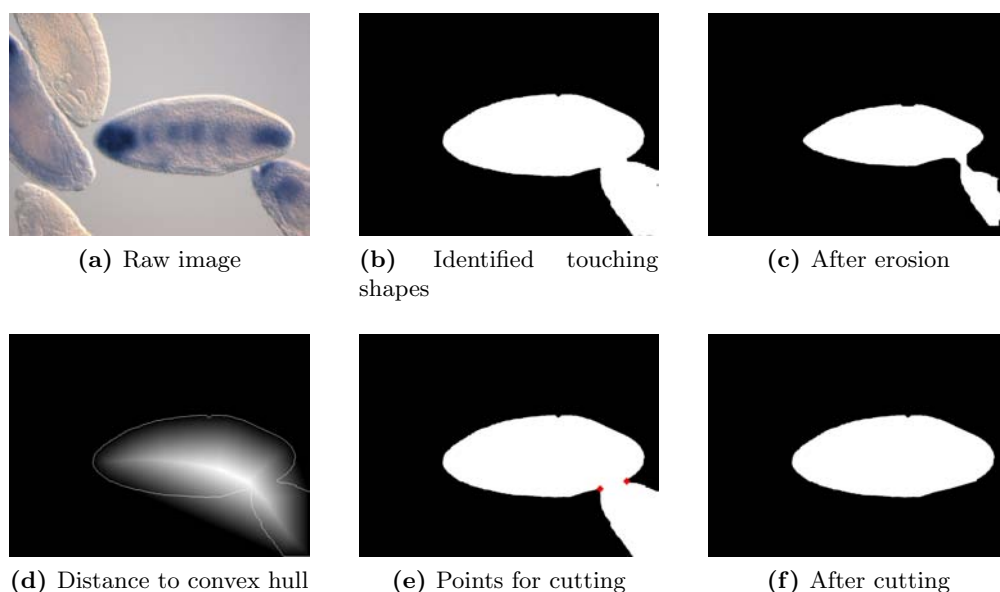 (a) Raw image
(b) Identified touching
shapes
(c) After erosion
(d) Distance to convex hull
(e) Points for cutting
(f) After cutting